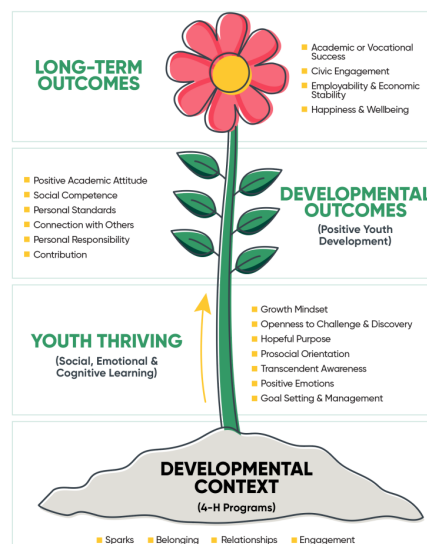 LONG-TERM
OUTCOMES
Academic or Vocational
Success
Civic Engagement
Employability & Economic
Stability
Happiness & Wellbeing
Positive Academic Attitude
Social Competence
Personal Standards
Connection with Others
Personal Responsibility
Contribution
DEVELOPMENTAL
OUTCOMES
(Positive Youth
Development)
YOUTH THRIVING
(Social, Emotional &
Cognitive Learning)
Growth Mindset
Openness to Challenge & Discovery
Hopeful Purpose
Prosocial Orientation
Transcendent Awareness
Positive Emotions
Goal Setting & Management
DEVELOPMENTAL
CONTEXT
(4-H Programs)
Sparks Belonging Relationships Engagement